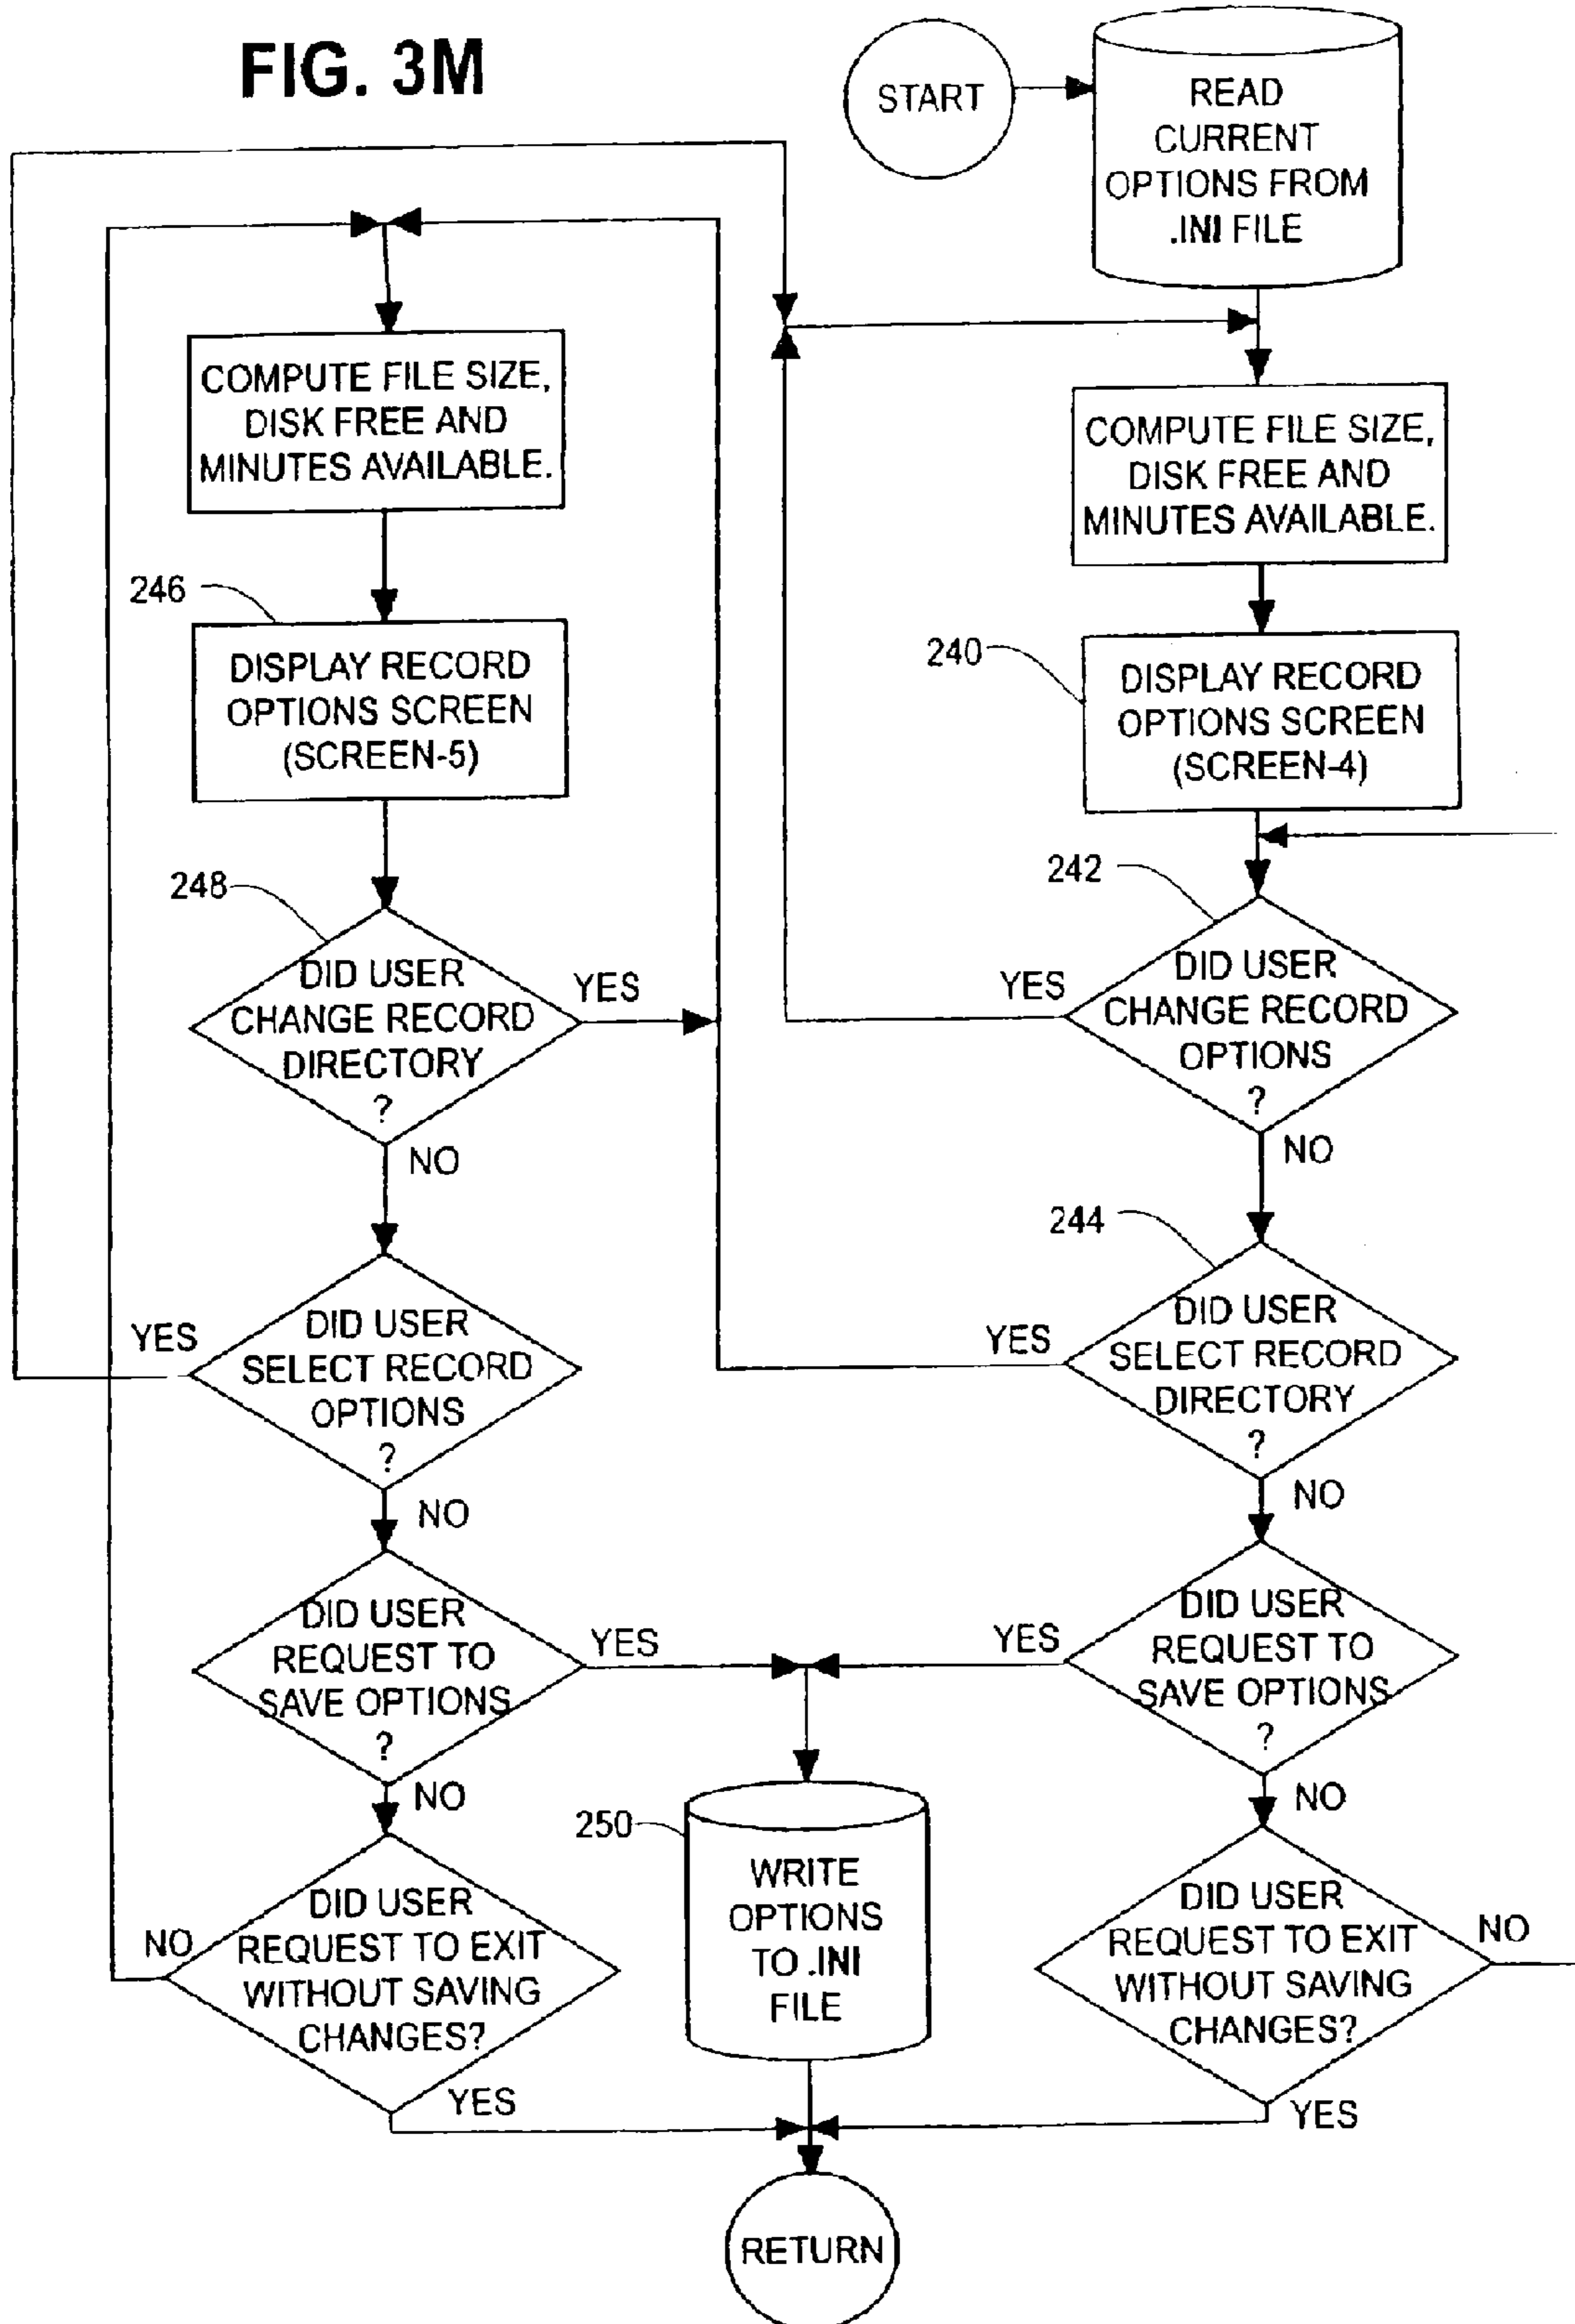 FIG. 3M
START
READ
CURRENT
OPTIONS FROM
.INI FILE
COMPUTE FILE SIZE,
DISK FREE AND
MINUTES AVAILABLE.
COMPUTE FILE SIZE,
DISK FREE AND
MINUTES AVAILABLE.
246
DISPLAY RECORD
OPTIONS SCREEN
(SCREEN-5)
240
DISPLAY RECORD
OPTIONS SCREEN
(SCREEN-4)
248
DID USER
CHANGE RECORD
DIRECTORY
?
YES
NO
242
DID USER
CHANGE RECORD
OPTIONS
?
YES
NO
DID USER
SELECT RECORD
OPTIONS
?
YES
NO
244
DID USER
SELECT RECORD
DIRECTORY
?
YES
NO
DID USER
REQUEST TO
SAVE OPTIONS
?
YES
NO
DID USER
REQUEST TO
SAVE OPTIONS
?
YES
NO
250
WRITE
OPTIONS
TO .INI
FILE
DID USER
REQUEST TO EXIT
WITHOUT SAVING
CHANGES?
NO
YES
DID USER
REQUEST TO EXIT
WITHOUT SAVING
CHANGES?
NO
YES
RETURN